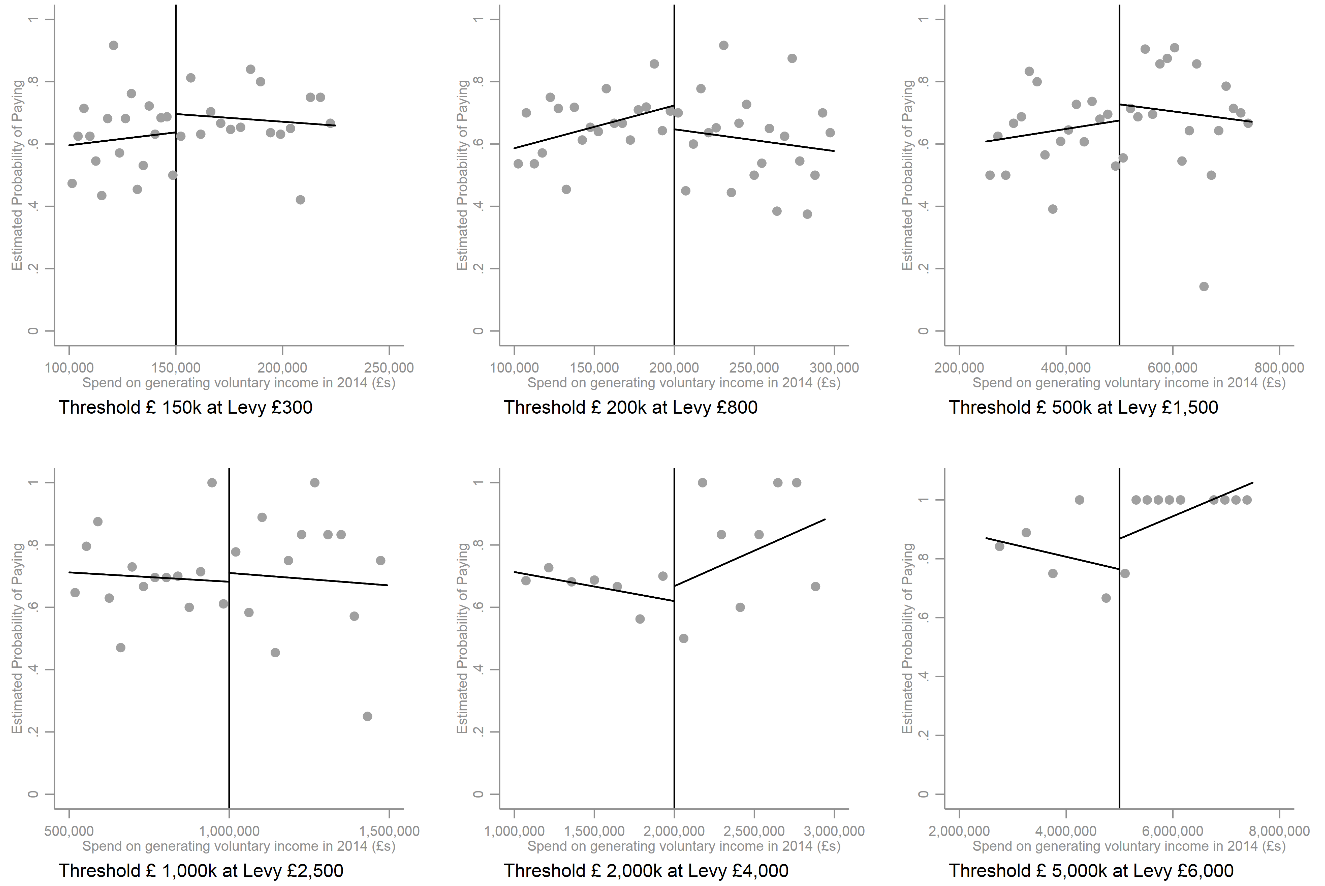 Estimated Probability of Paying
0 .2 .4 .6 .8 1
100,000 150,000 200,000 250,000
Spend on generating voluntary income in 2014 (£s)
Threshold £ 150k at Levy £300
Estimated Probability of Paying
0 .2 .4 .6 .8 1
100,000 150,000 200,000 250,000 300,000
Spend on generating voluntary income in 2014 (£s)
Threshold £ 200k at Levy £800
Estimated Probability of Paying
0 .2 .4 .6 .8 1
200,000 400,000 600,000 800,000
Spend on generating voluntary income in 2014 (£s)
Threshold £ 500k at Levy £1,500
Estimated Probability of Paying
0 .2 .4 .6 .8 1
500,000 1,000,000 1,500,000
Spend on generating voluntary income in 2014 (£s)
Threshold £ 1,000k at Levy £2,500
Estimated Probability of Paying
0 .2 .4 .6 .8 1
1,000,000 1,500,000 2,000,000 2,500,000 3,000,000
Spend on generating voluntary income in 2014 (£s)
Threshold £ 2,000k at Levy £4,000
Estimated Probability of Paying
0 .2 .4 .6 .8 1
2,000,000 4,000,000 6,000,000 8,000,000
Spend on generating voluntary income in 2014 (£s)
Threshold £ 5,000k at Levy £6,000